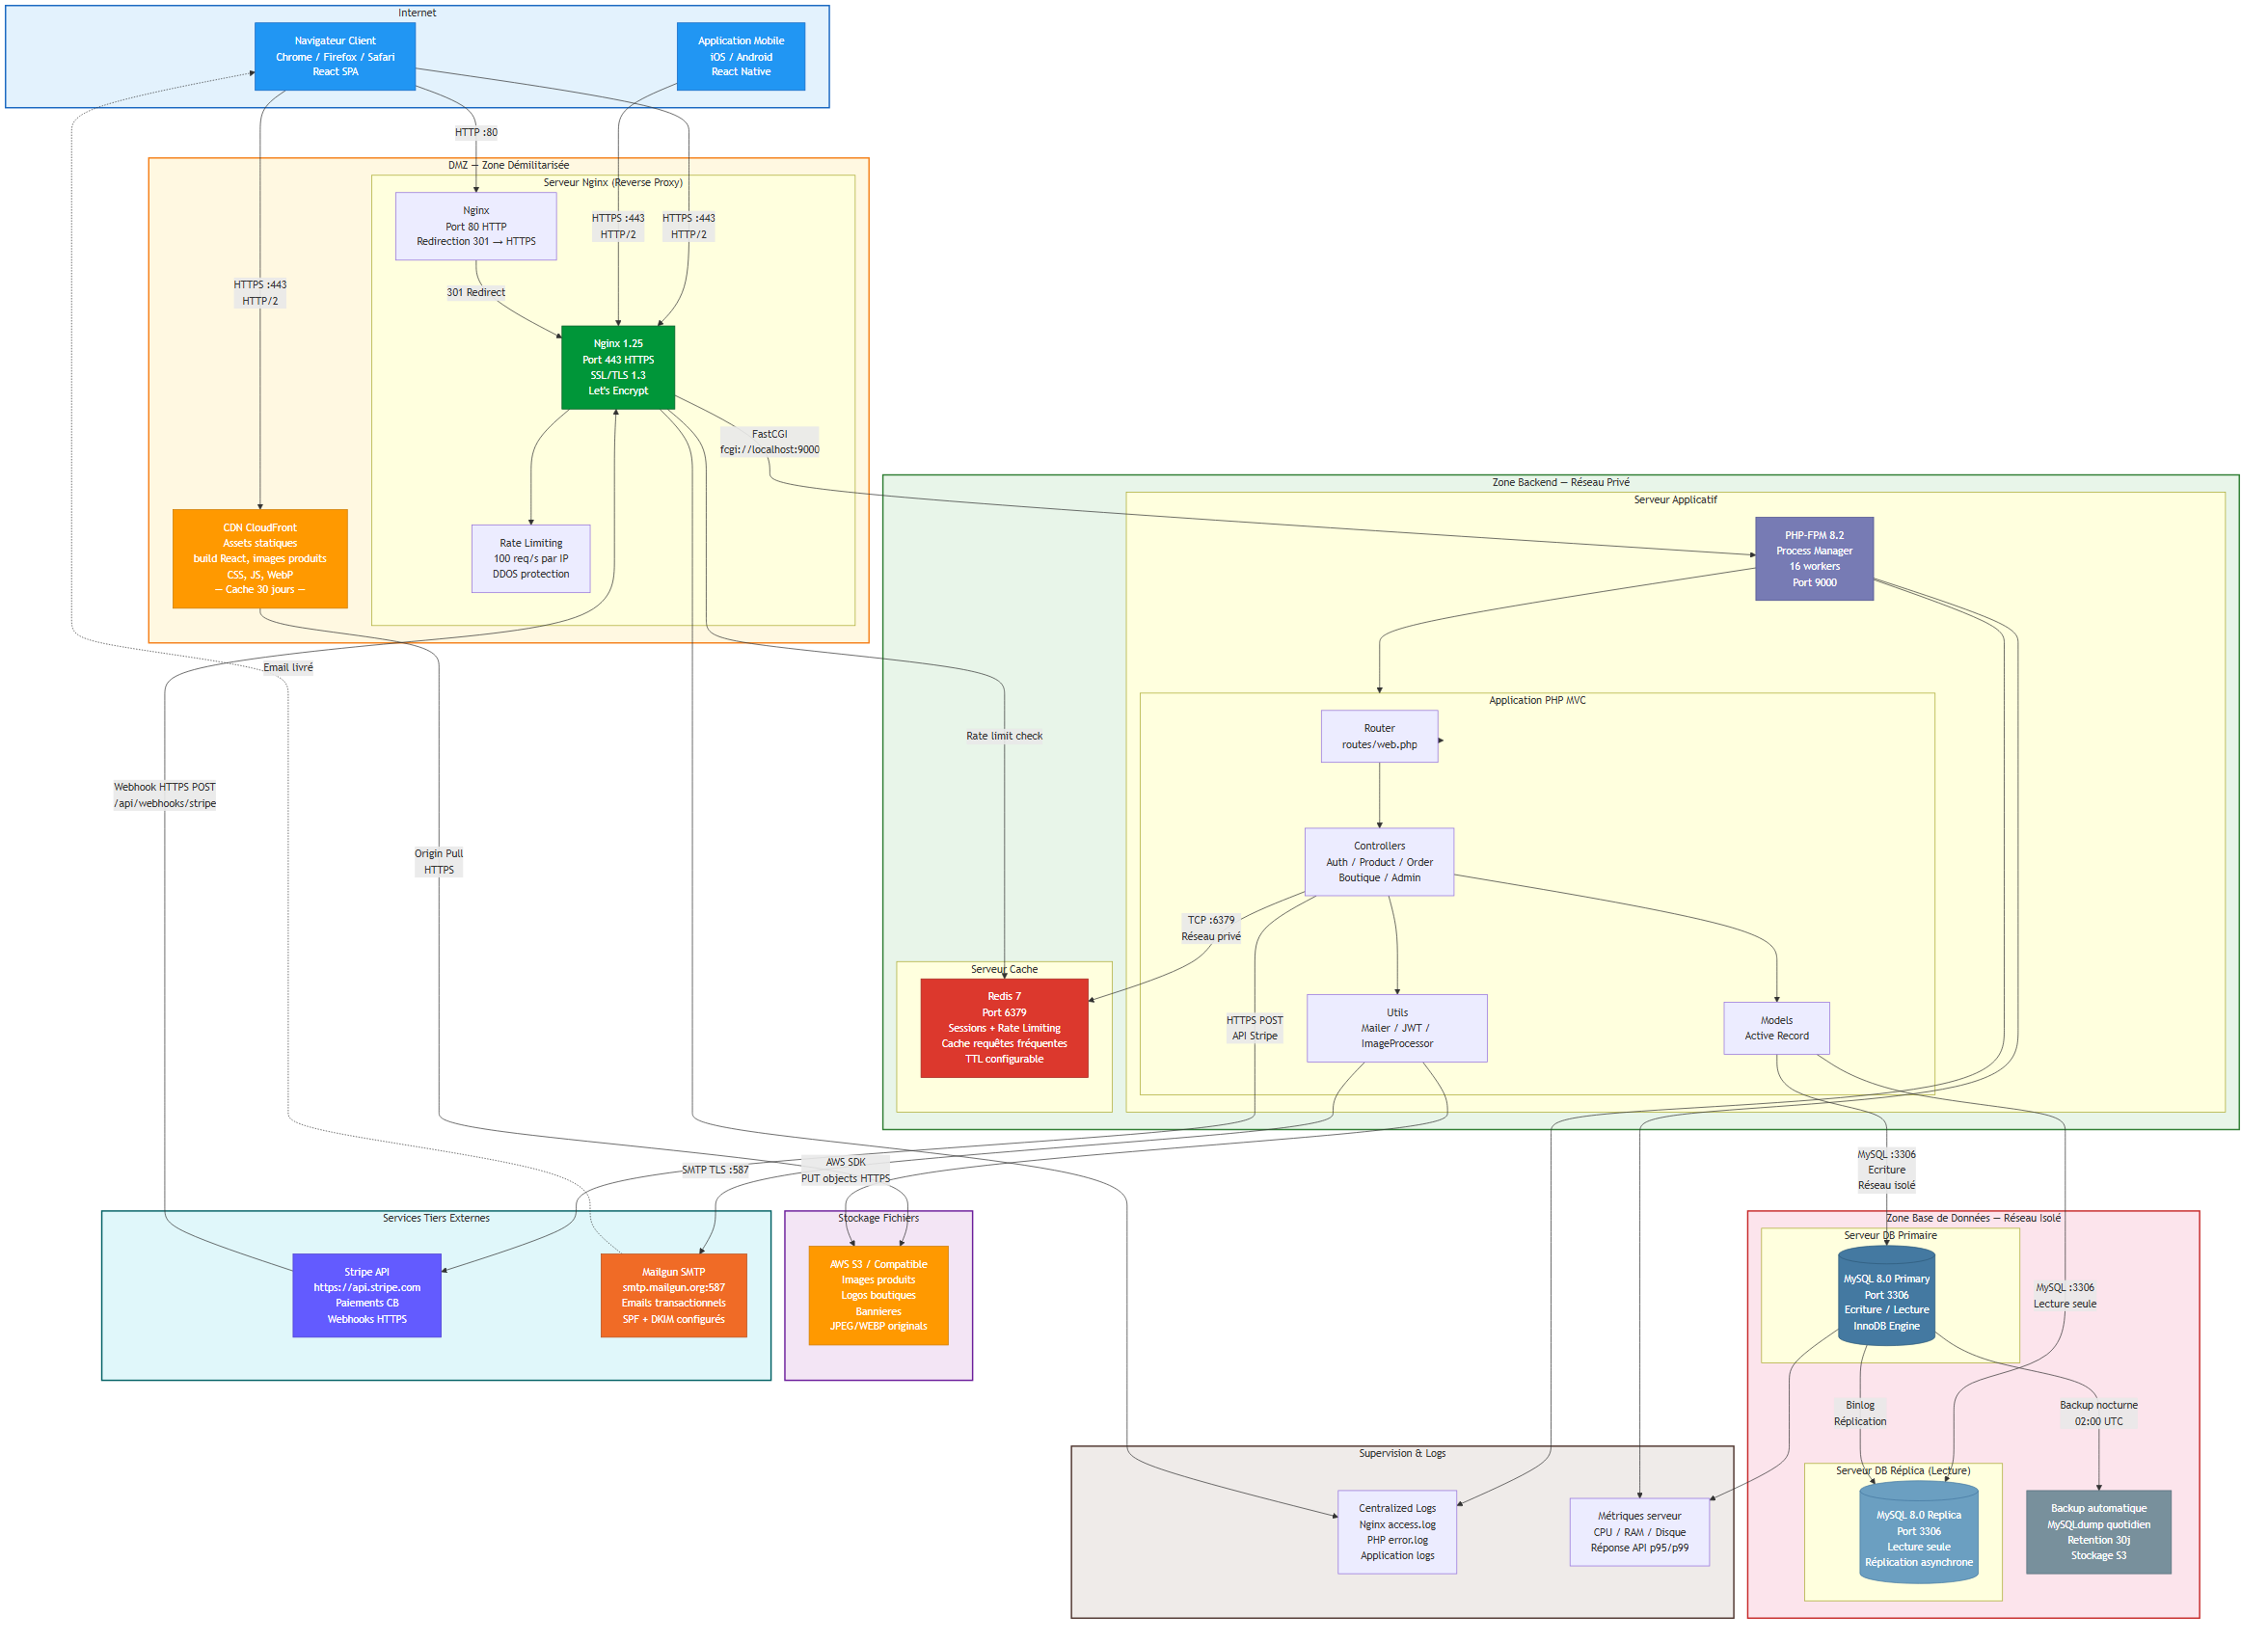 Internet
Navigateur Client
Chrome / Firefox / Safari
React SPA
Application Mobile
iOS / Android
React Native
HTTP :80
DMZ — Zone Démilitarisée
Serveur Nginx (Reverse Proxy)
Nginx
Port 80 HTTP
Redirection 301 → HTTPS
HTTPS :443
HTTP/2
HTTPS :443
HTTP/2
HTTPS :443
HTTP/2
301 Redirect
Nginx 1.25
Port 443 HTTPS
SSL/TLS 1.3
Let's Encrypt
FastCGI
fcgi://localhost:9000
CDN CloudFront
Assets statiques
build React, images produits
CSS, JS, WebP
— Cache 30 jours —
Rate Limiting
100 req/s par IP
DDOS protection
Zone Backend — Réseau Privé
Serveur Applicatif
PHP-FPM 8.2
Process Manager
16 workers
Port 9000
Email livré
Rate limit check
Application PHP MVC
Router
routes/web.php
Webhook HTTPS POST
/api/webhooks/stripe
Origin Pull
HTTPS
Controllers
Auth / Product / Order
Boutique / Admin
TCP :6379
Réseau privé
Serveur Cache
Redis 7
Port 6379
Sessions + Rate Limiting
Cache requêtes fréquentes
TTL configurable
HTTPS POST
API Stripe
Utils
Mailer / JWT /
ImageProcessor
Models
Active Record
SMTP TLS :587
AWS SDK
PUT objects HTTPS
MySQL :3306
Ecriture
Réseau isolé
Services Tiers Externes
Stripe API
https://api.stripe.com
Paiements CB
Webhooks HTTPS
Mailgun SMTP
smtp.mailgun.org:587
Emails transactionnels
SPF + DKIM configurés
Stockage Fichiers
AWS S3 / Compatible
Images produits
Logos boutiques
Bannieres
JPEG/WEBP originals
Zone Base de Données — Réseau Isolé
Serveur DB Primaire
MySQL 8.0 Primary
Port 3306
Ecriture / Lecture
InnoDB Engine
MySQL :3306
Lecture seule
Binlog
Réplication
Backup nocturne
02:00 UTC
Supervision & Logs
Centralized Logs
Nginx access.log
PHP error.log
Application logs
Métriques serveur
CPU / RAM / Disque
Réponse API p95/p99
Serveur DB Réplica (Lecture)
MySQL 8.0 Replica
Port 3306
Lecture seule
Réplication asynchrone
Backup automatique
MySQLdump quotidien
Retention 30j
Stockage S3